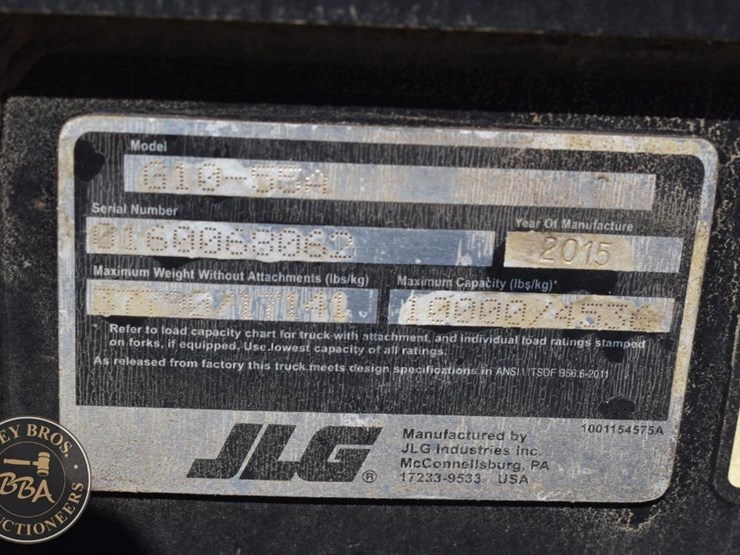 Model
G10-55A
Serial Number
0160068062
Year Of Manufacture
2015
Maximum Weight Without Attachments (lbs/kg)
Maximum Capacity (lbs/kg)*
* Refer to load capacity chart for truck with attachment, and individual load ratings stamped
on forks, if equipped. Use lowest capacity of all ratings.
As released from factory this truck meets design specifications in ANSI \ ITSDF B56.6-2011
JLG®
Manufactured by
JLG Industries Inc.
McConnellsburg, PA
17233-9533 USA
1001154575A
EY BROS.
BBA
CTIONEERS